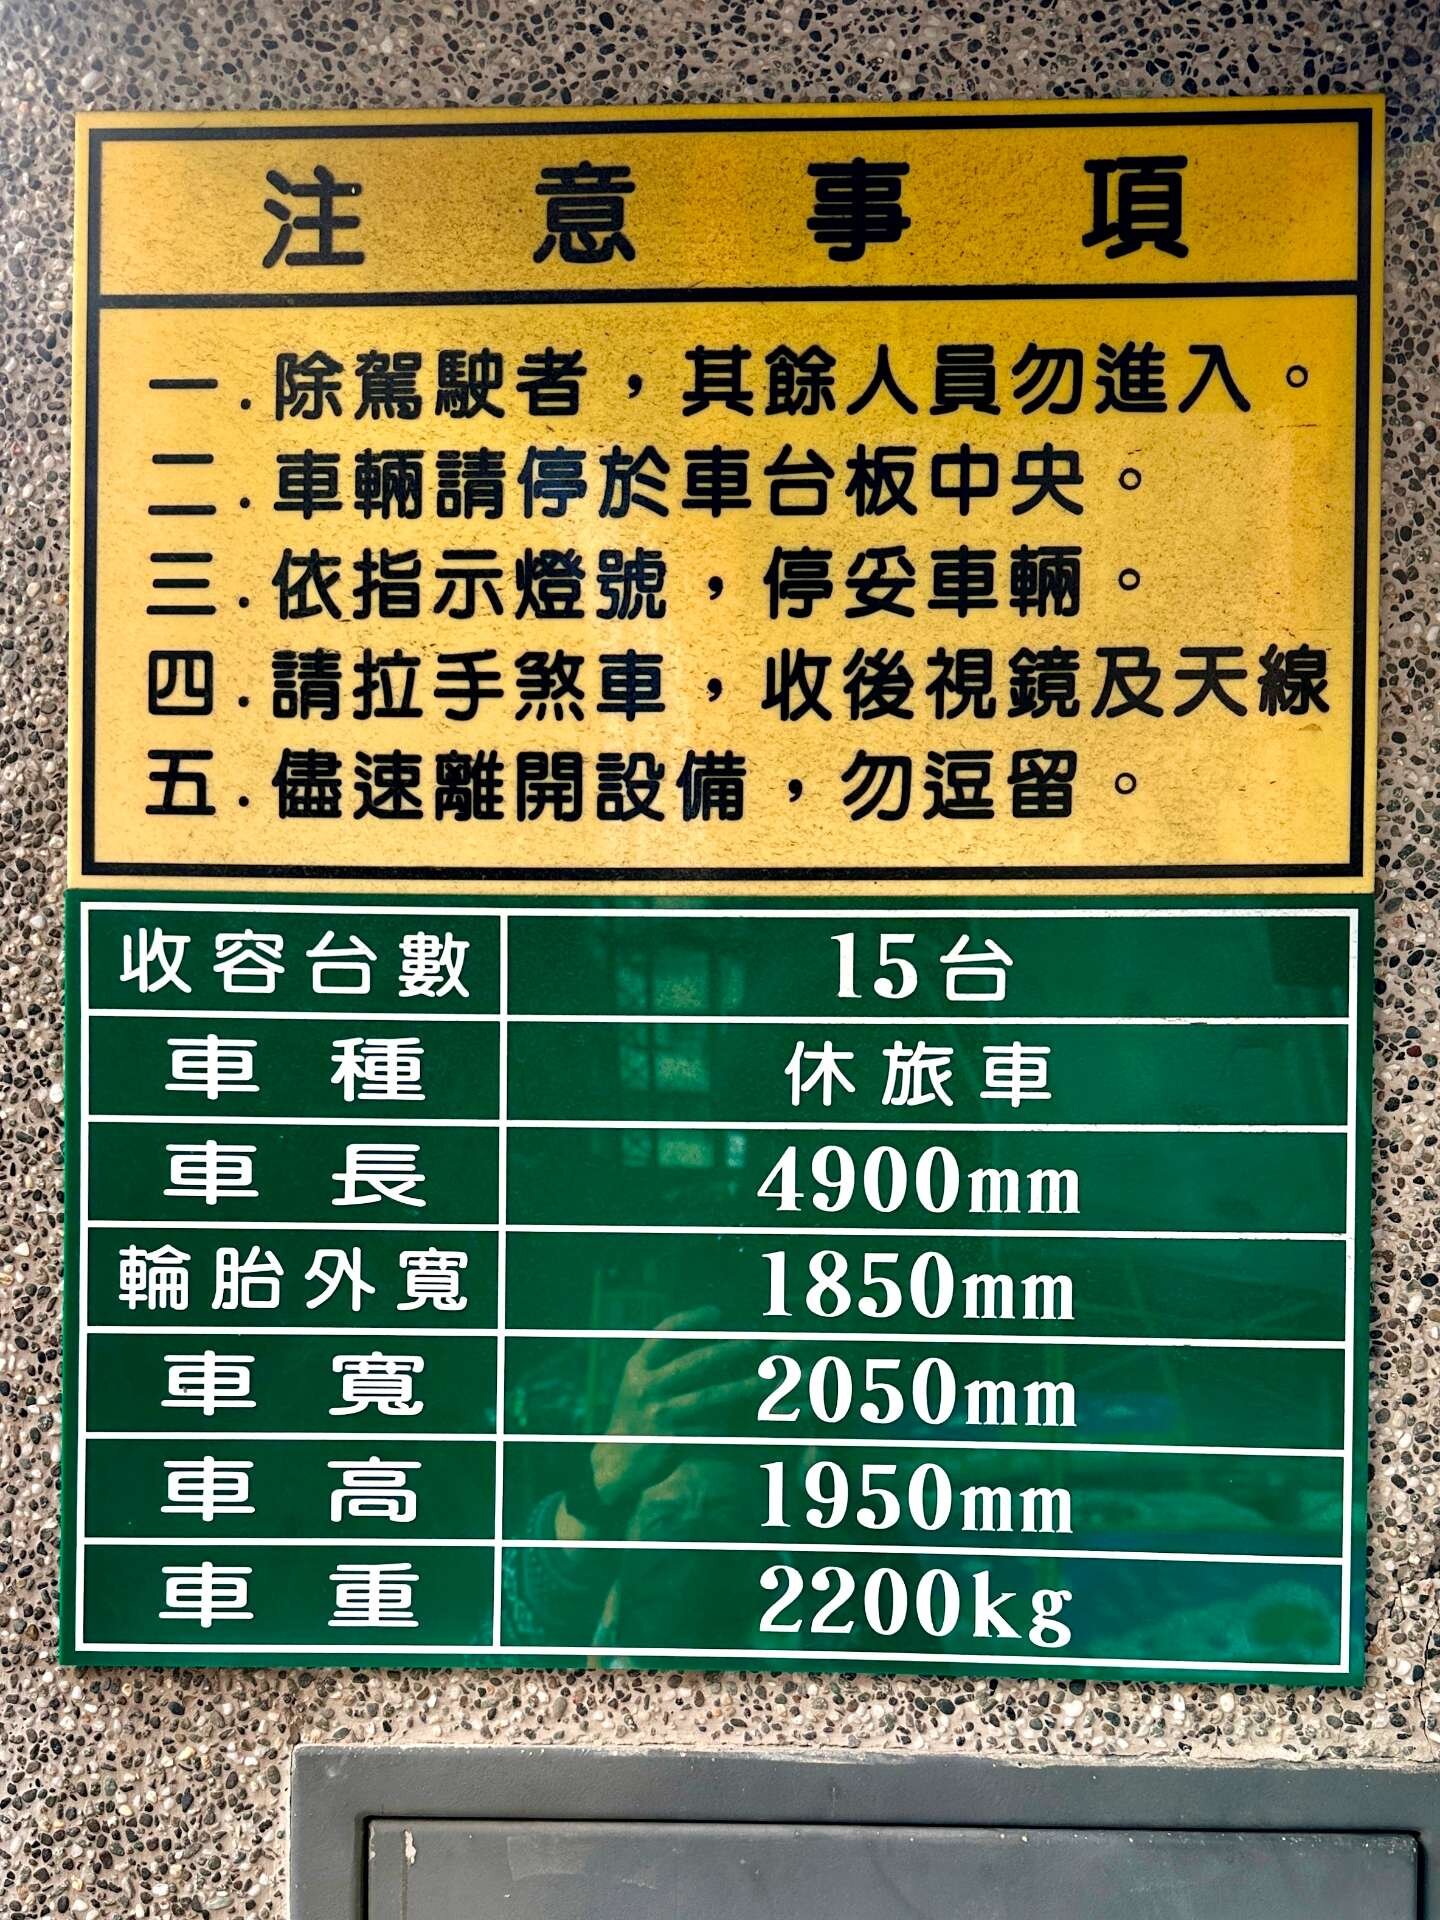 注意事項
一.除駕駛者，其餘人員勿進入。
二.車輛請停於車台板中央。
三.依指示燈號，停妥車輛。
四.請拉手煞車，收後視鏡及天線
五.儘速離開設備，勿逗留。
收容台數 15台
車種 休旅車
車長 4900mm
輪胎外寬 1850mm
車寬 2050mm
車高 1950mm
車重 2200kg